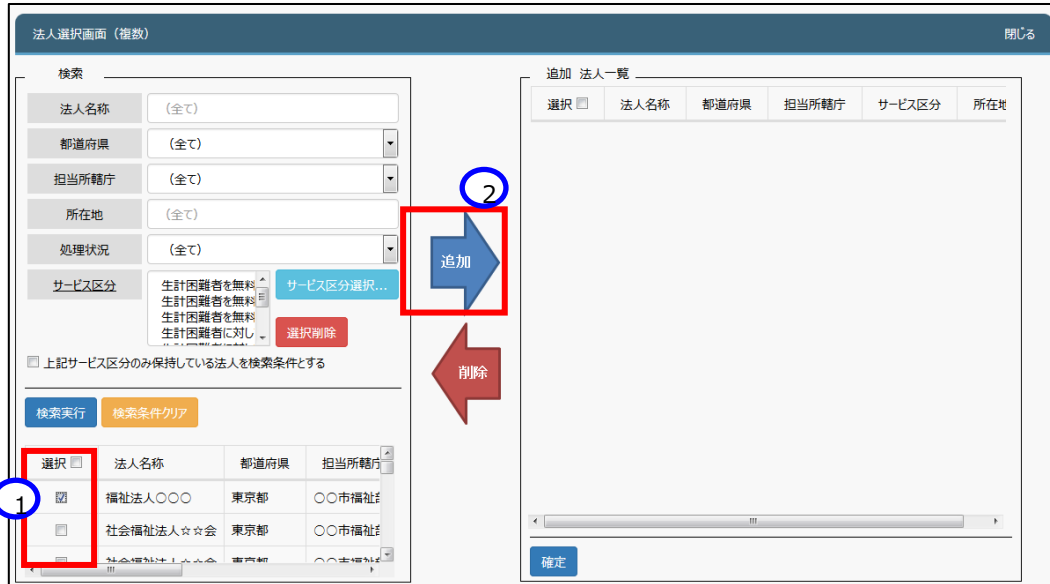 法人選択画面（複数） 閉じる
検索
法人名称 （全て）
都道府県 （全て）
担当所轄庁 （全て）
所在地 （全て）
処理状況 （全て）
サービス区分
生計困難者を無料
生計困難者を無料
生計困難者を無料
生計困難者に対し
サービス区分選択...
選択削除
上記サービス区分のみ保持している法人を検索条件とする
検索実行 検索条件クリア
選択 法人名称 都道府県 担当所轄庁
福祉法人○○○ 東京都 ○○市福祉部
社会福祉法人☆☆会 東京都 ○○市福祉
1
2
追加
削除
追加 法人一覧
選択 法人名称 都道府県 担当所轄庁 サービス区分 所在地
確定